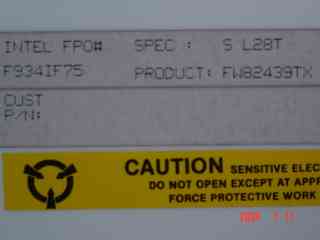 INTEL FPO# SPEC : S L28T
F934IF75 PRODUCT: FW82439TX
CUST
P/N:
CAUTION SENSITIVE ELEC
DO NOT OPEN EXCEPT AT APP
FORCE PROTECTIVE WORK